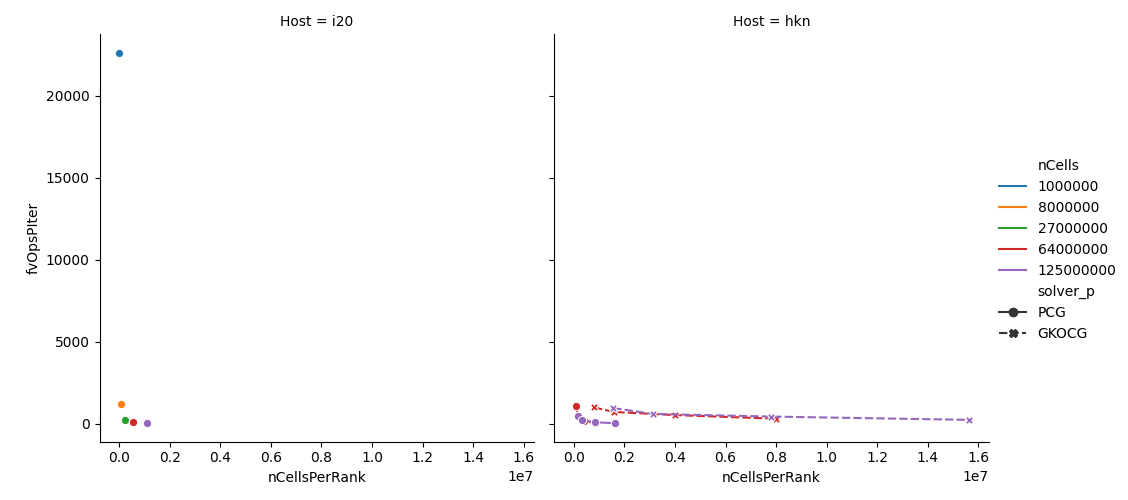 Host = i20
Host = hkn
fvOpsPIter
20000
15000
10000
5000
0
0.0 0.2 0.4 0.6 0.8 1.0 1.2 1.4 1.6
1e7
nCellsPerRank
0.0 0.2 0.4 0.6 0.8 1.0 1.2 1.4 1.6
1e7
nCellsPerRank
nCells
1000000
8000000
27000000
64000000
125000000
solver_p
PCG
GKOCG